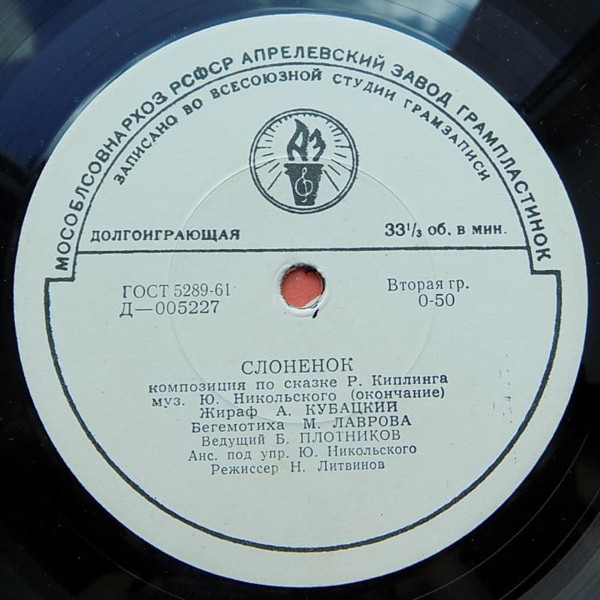 МОСОБЛСОВНАРХОЗ РСФСР АПРЕЛЕВСКИЙ ЗАВОД ГРАМПЛАСТИНОК
ЗАПИСАНО ВО ВСЕСОЮЗНОЙ СТУДИИ ГРАМЗАПИСИ
АЗ
ДОЛГОИГРАЮЩАЯ
33⅓ об. в мин.
ГОСТ 5289-61
Д—005227
Вторая гр.
0-50
СЛОНЕНОК
композиция по сказке Р. Киплинга
муз. Ю. Никольского (окончание)
Жираф А. КУБАЦКИЙ
Бегемотиха М. ЛАВРОВА
Ведущий Б. ПЛОТНИКОВ
Анс. под упр. Ю. Никольского
Режиссер Н. Литвинов